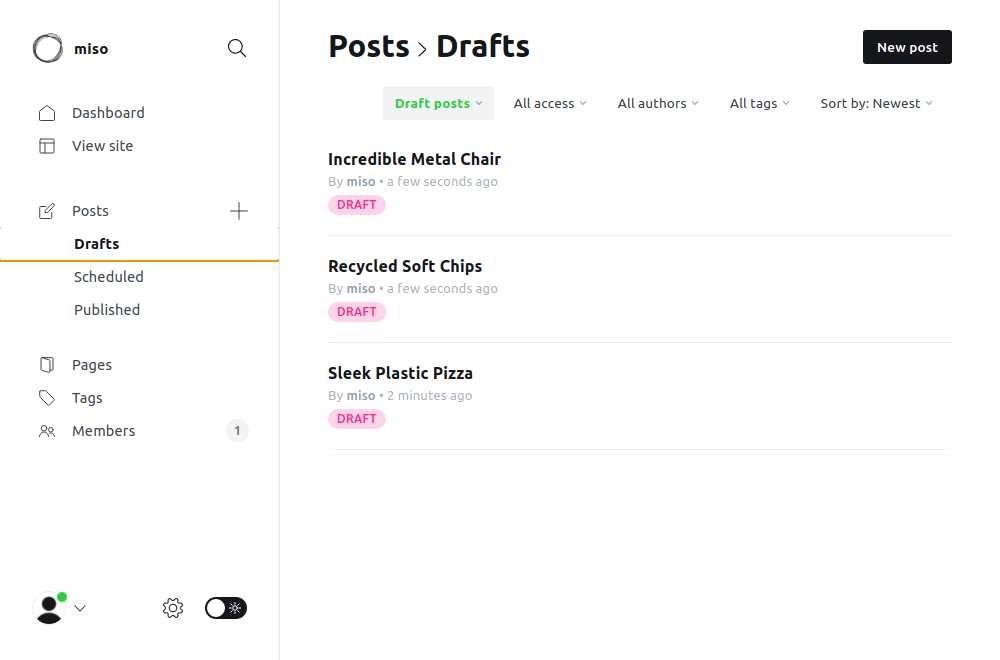 miso
Dashboard
View site
Posts
Drafts
Scheduled
Published
Pages
Tags
Members 1
Posts > Drafts
New post
Draft posts All access All authors All tags Sort by: Newest
Incredible Metal Chair
By miso • a few seconds ago
DRAFT
Recycled Soft Chips
By miso • a few seconds ago
DRAFT
Sleek Plastic Pizza
By miso • 2 minutes ago
DRAFT